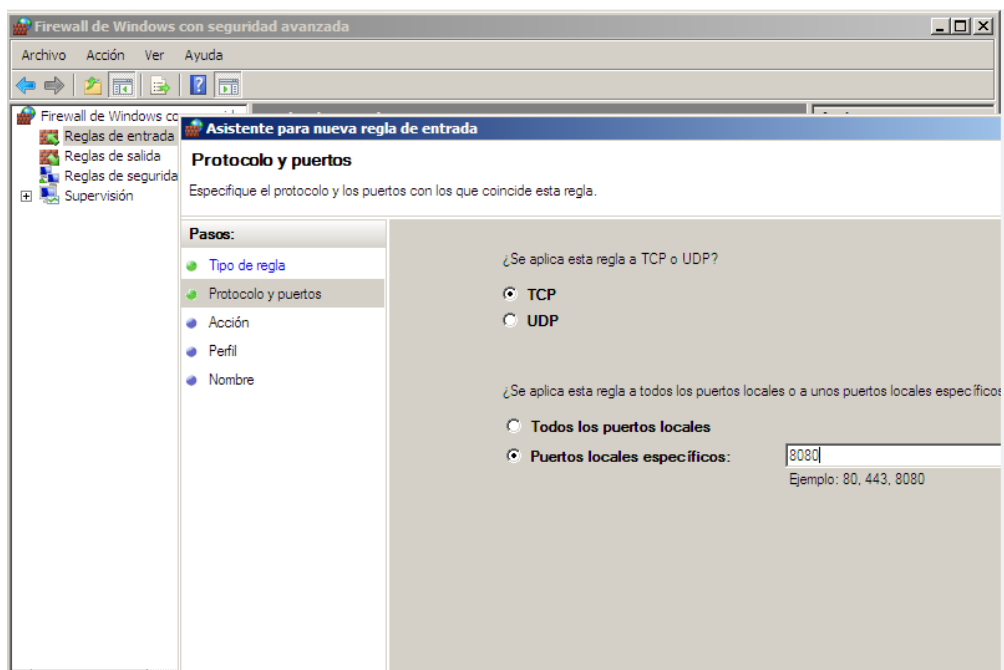 Firewall de Windows con seguridad avanzada
Archivo Acción Ver Ayuda
Firewall de Windows co
Reglas de entrada
Reglas de salida
Reglas de segurida
Supervisión
Asistente para nueva regla de entrada
Protocolo y puertos
Especifique el protocolo y los puertos con los que coincide esta regla.
Pasos:
Tipo de regla
Protocolo y puertos
Acción
Perfil
Nombre
¿Se aplica esta regla a TCP o UDP?
TCP
UDP
¿Se aplica esta regla a todos los puertos locales o a unos puertos locales específicos
Todos los puertos locales
Puertos locales específicos:
8080
Ejemplo: 80, 443, 8080